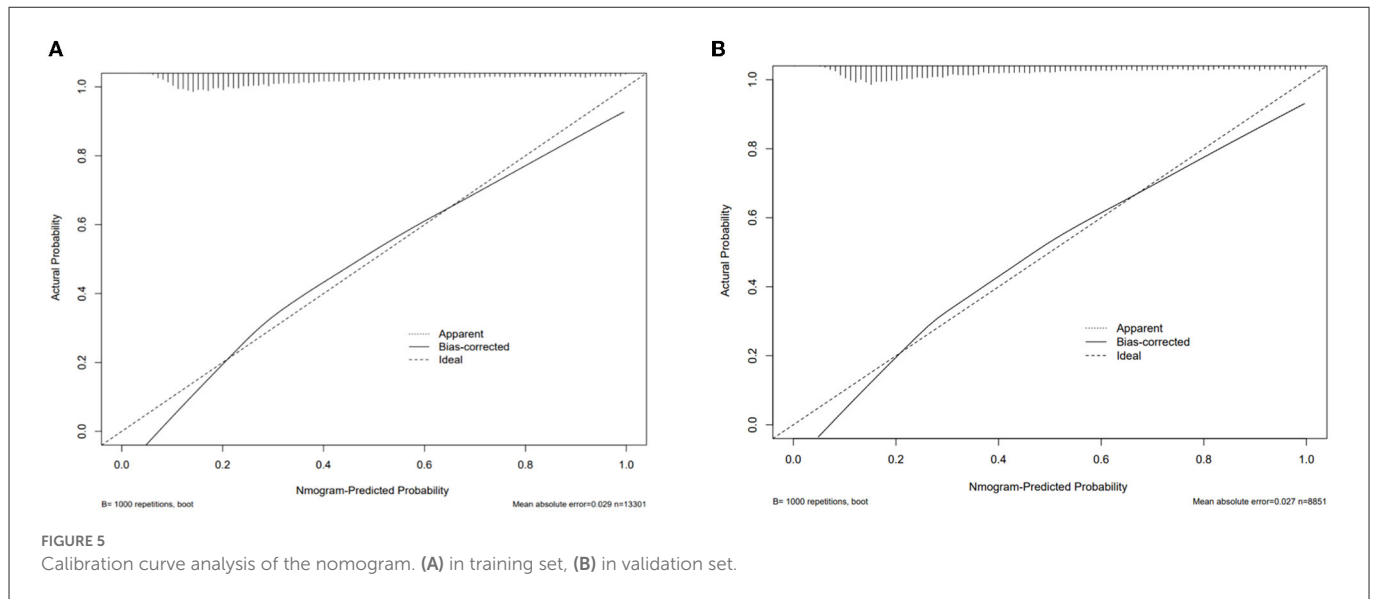 A
1.0
0.8
0.6
0.4
0.2
0.0
Actural Probability
Apparent
Bias-corrected
Ideal
0.0 0.2 0.4 0.6 0.8 1.0
Nmogram-Predicted Probability
B= 1000 repetitions, boot
Mean absolute error=0.029 n=13301
B
1.0
0.8
0.6
0.4
0.2
0.0
Actural Probability
Apparent
Bias-corrected
Ideal
0.0 0.2 0.4 0.6 0.8 1.0
Nmogram-Predicted Probability
B= 1000 repetitions, boot
Mean absolute error=0.027 n=8851
FIGURE 5
Calibration curve analysis of the nomogram. (A) in training set, (B) in validation set.